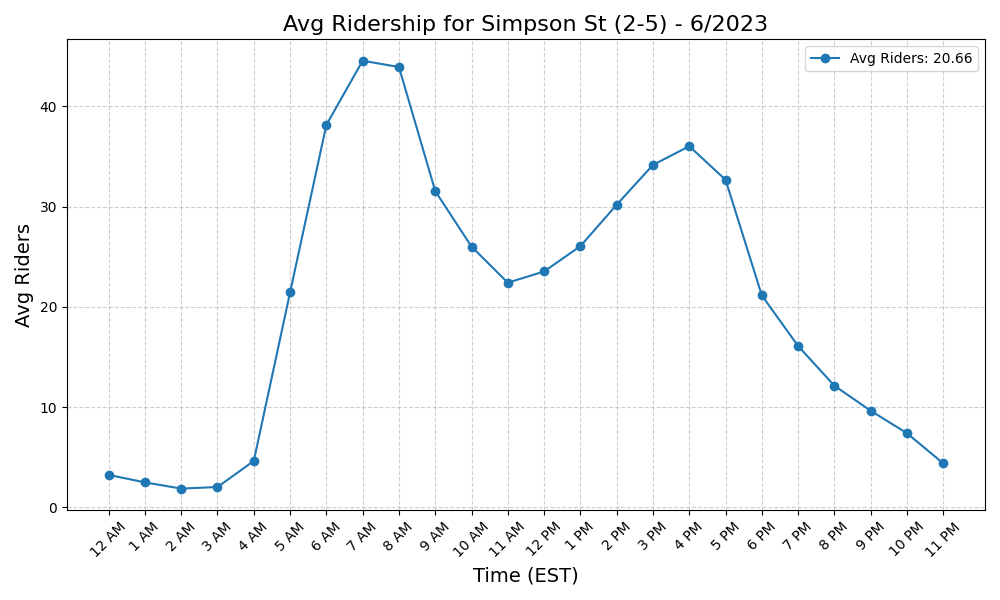 Avg Ridership for Simpson St (2-5) - 6/2023
Avg Riders: 20.66
Avg Riders
40
30
20
10
0
12 AM
1 AM
2 AM
3 AM
4 AM
5 AM
6 AM
7 AM
8 AM
9 AM
10 AM
11 AM
12 PM
1 PM
2 PM
3 PM
4 PM
5 PM
6 PM
7 PM
8 PM
9 PM
10 PM
11 PM
Time (EST)